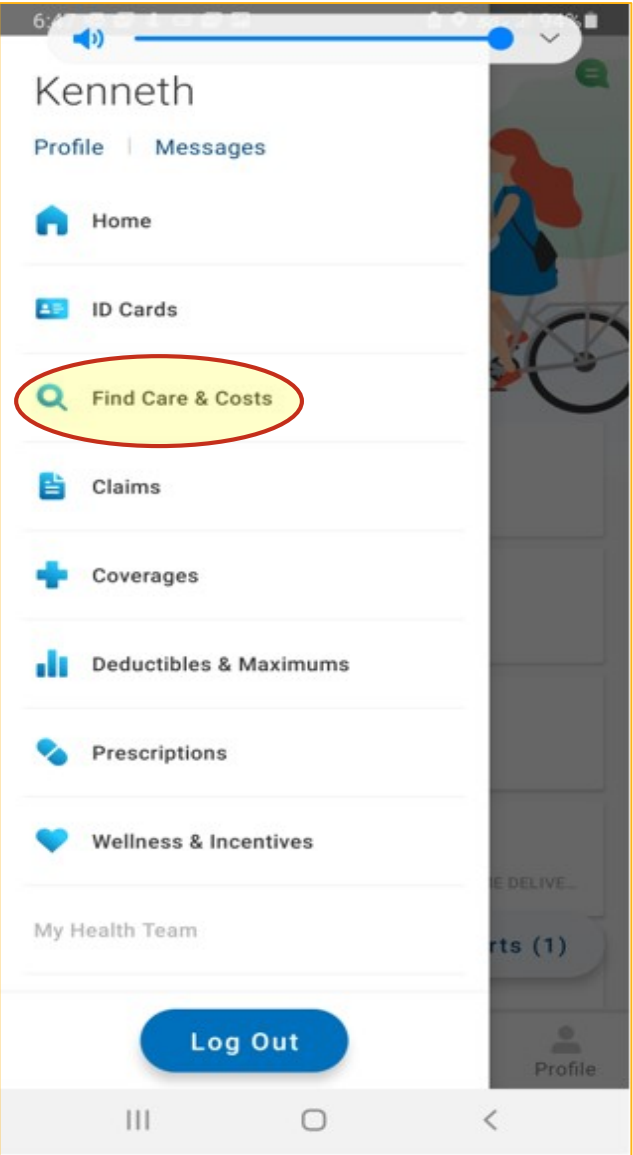 Kenneth
Profile | Messages
Home
ID Cards
Find Care & Costs
Claims
Coverages
Deductibles & Maximums
Prescriptions
Wellness & Incentives
My Health Team
Log Out
rts (1)
Profile